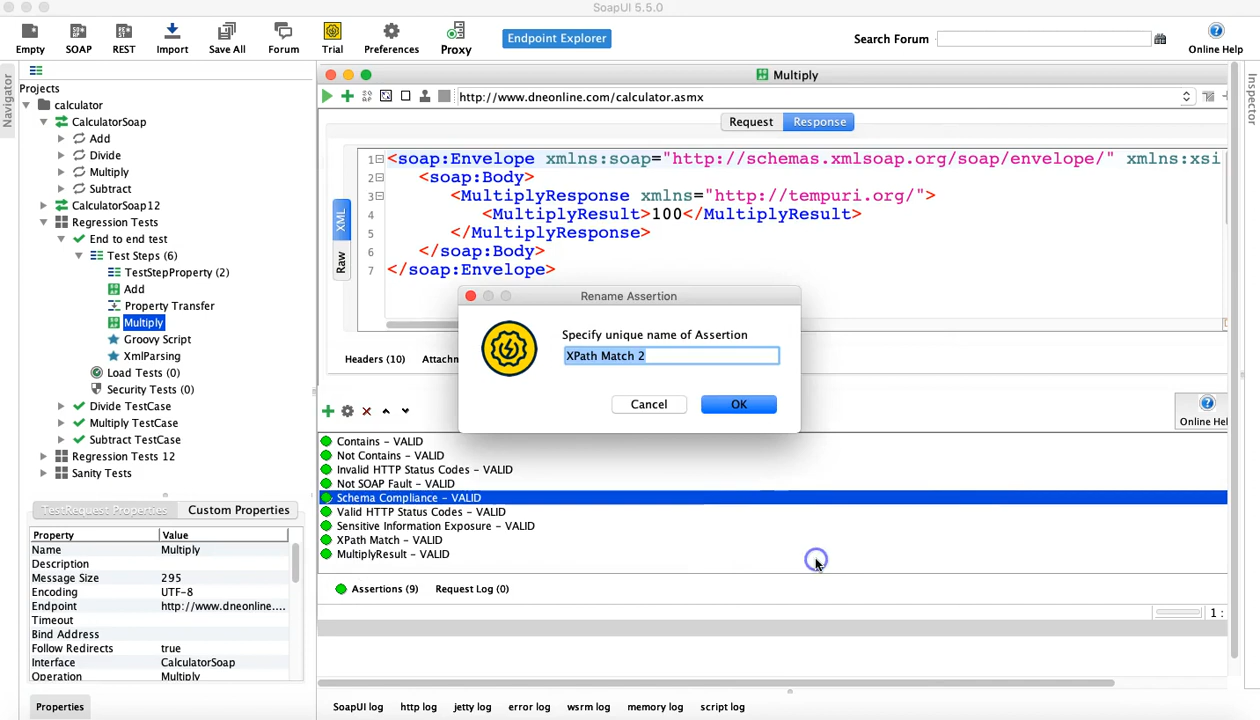 SoapUI 5.5.0
Empty SOAP REST Import Save All Forum Trial Preferences Proxy Endpoint Explorer Search Forum Online Help
Navigator
Projects
calculator
CalculatorSoap
Add
Divide
Multiply
Subtract
CalculatorSoap12
Regression Tests
End to end test
Test Steps (6)
TestStepProperty (2)
Add
Property Transfer
Multiply
Groovy Script
XmlParsing
Load Tests (0)
Security Tests (0)
Divide TestCase
Multiply TestCase
Subtract TestCase
Regression Tests 12
Sanity Tests
TestRequest Properties Custom Properties
Property Value
Name Multiply
Description
Message Size 295
Encoding UTF-8
Endpoint http://www.dneonline....
Timeout
Bind Address
Follow Redirects true
Interface CalculatorSoap
Operation Multiply
Properties
Multiply
http://www.dneonline.com/calculator.asmx
Request Response
XML
Raw
1 <soap:Envelope xmlns:soap="http://schemas.xmlsoap.org/soap/envelope/" xmlns:xsi
2 <soap:Body>
3 <MultiplyResponse xmlns="http://tempuri.org/">
4 <MultiplyResult>100</MultiplyResult>
5 </MultiplyResponse>
6 </soap:Body>
7 </soap:Envelope>
Headers (10) Attachm
Rename Assertion
Specify unique name of Assertion
XPath Match 2
Cancel OK
Online Hel
Contains – VALID
Not Contains – VALID
Invalid HTTP Status Codes – VALID
Not SOAP Fault – VALID
Schema Compliance – VALID
Valid HTTP Status Codes – VALID
Sensitive Information Exposure – VALID
XPath Match – VALID
MultiplyResult – VALID
Assertions (9) Request Log (0)
1 :
SoapUI log http log jetty log error log wsrm log memory log script log
Inspector